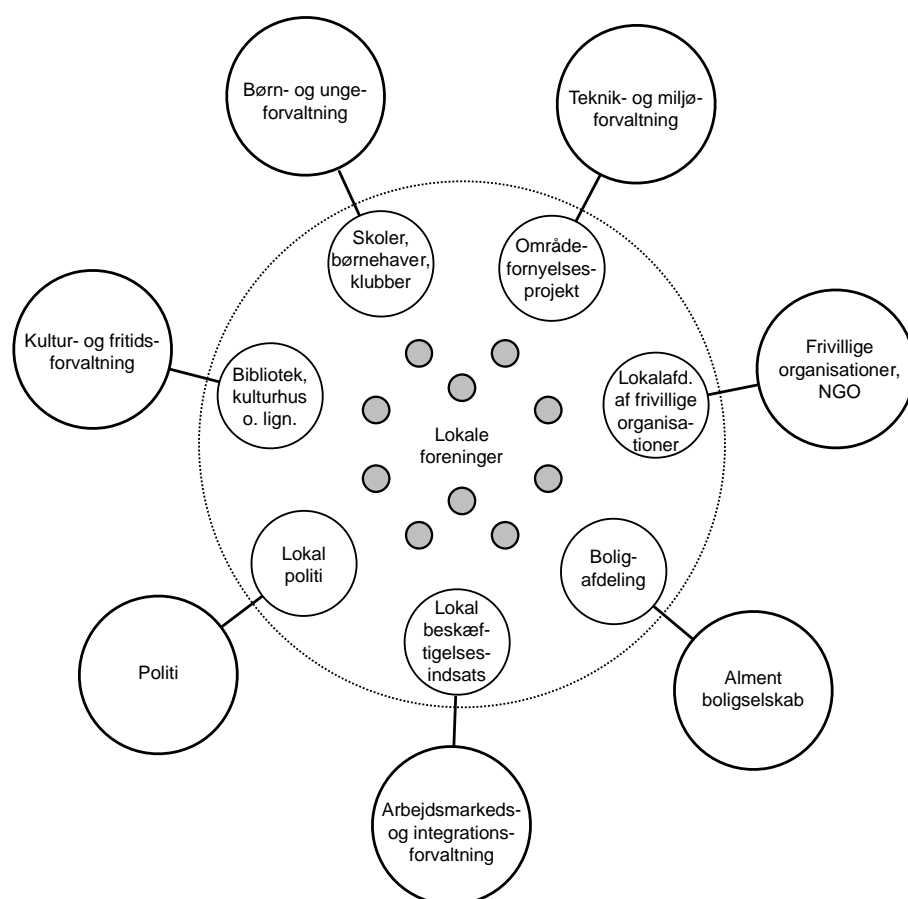 Børn- og unge-
forvaltning
Teknik- og miljø-
forvaltning
Skoler,
børnehaver,
klubber
Område-
fornyelses-
projekt
Kultur- og fritids-
forvaltning
Bibliotek,
kulturhus
o. lign.
Lokalafd.
af frivillige
organisa-
tioner
Frivillige
organisationer,
NGO
Lokale
foreninger
Lokal
politi
Bolig-
afdeling
Lokal
beskæf-
tigelses-
indsats
Politi
Alment
boligselskab
Arbejdsmarkeds-
og integrations-
forvaltning